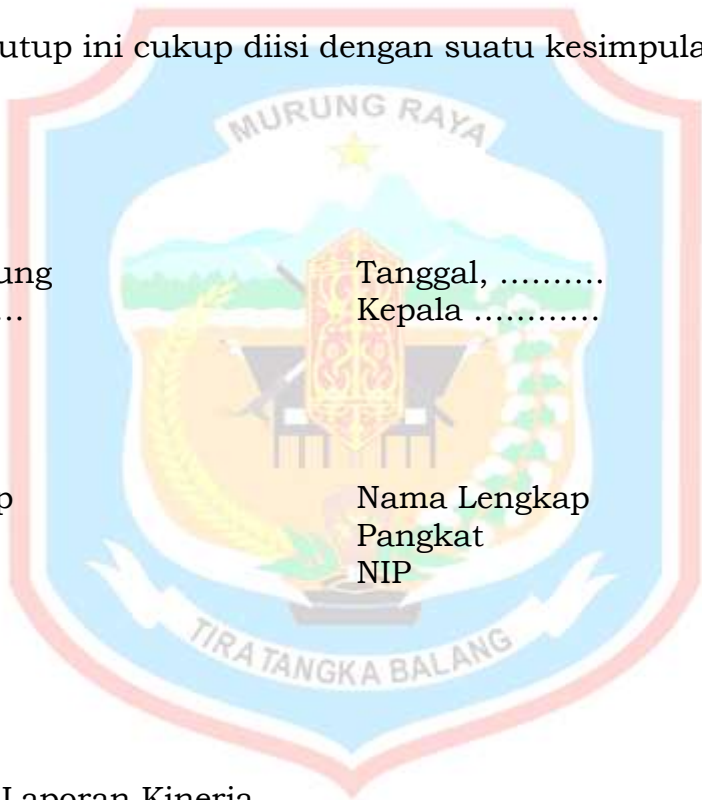 utup ini cukup diisi dengan suatu kesimpula
MURUNG RAYA
ung Tanggal, ..........
... Kepala ............
p Nama Lengkap
Pangkat
NIP
TIRA TANGKA BALANG
Laporan Kinerja